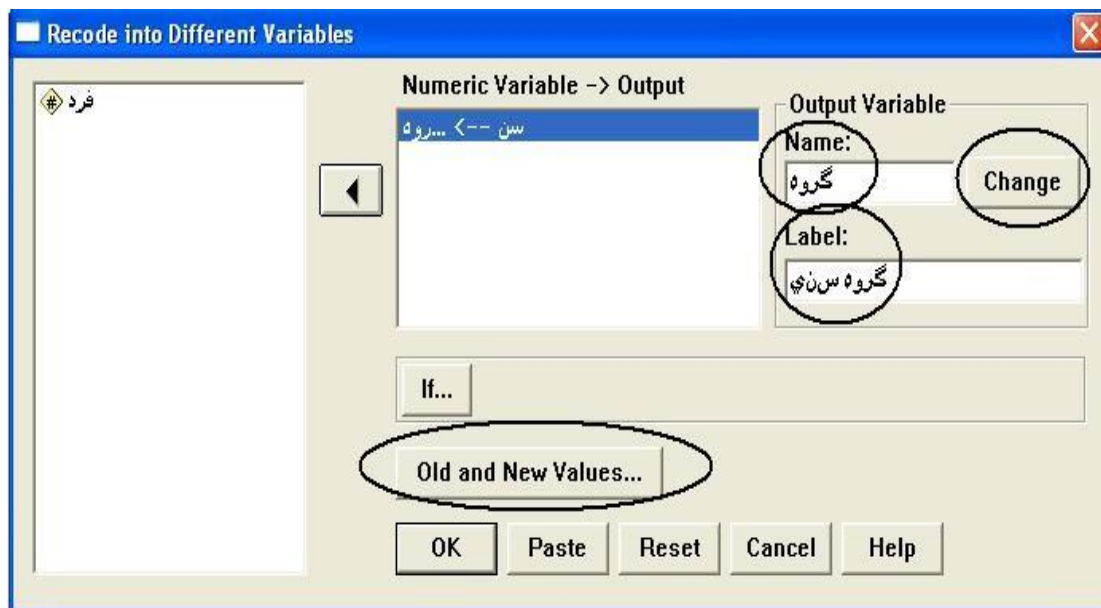 Recode into Different Variables
فرد
Numeric Variable -> Output
سن --> ...روه
Output Variable
Name:
گروه
Change
Label:
گروه سني
If...
Old and New Values...
OK
Paste
Reset
Cancel
Help